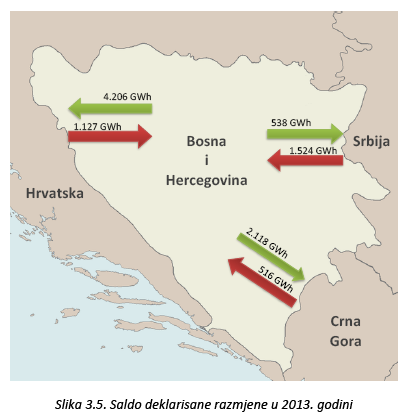 4.206 GWh
1.127 GWh
538 GWh
1.524 GWh
Srbija
Bosna
i
Hercegovina
Hrvatska
2.118 GWh
516 GWh
Crna
Gora
Slika 3.5. Saldo deklarisane razmjene u 2013. godini